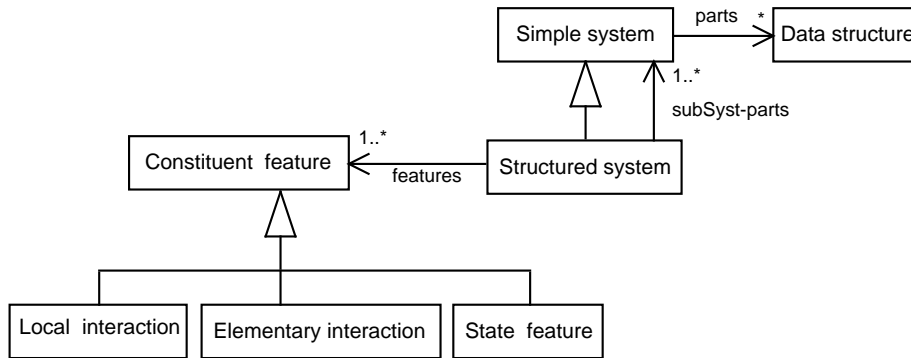 parts
Simple system
*
Data structure
1..*
subSyst-parts
1..*
Constituent feature
features
Structured system
Local interaction
Elementary interaction
State feature